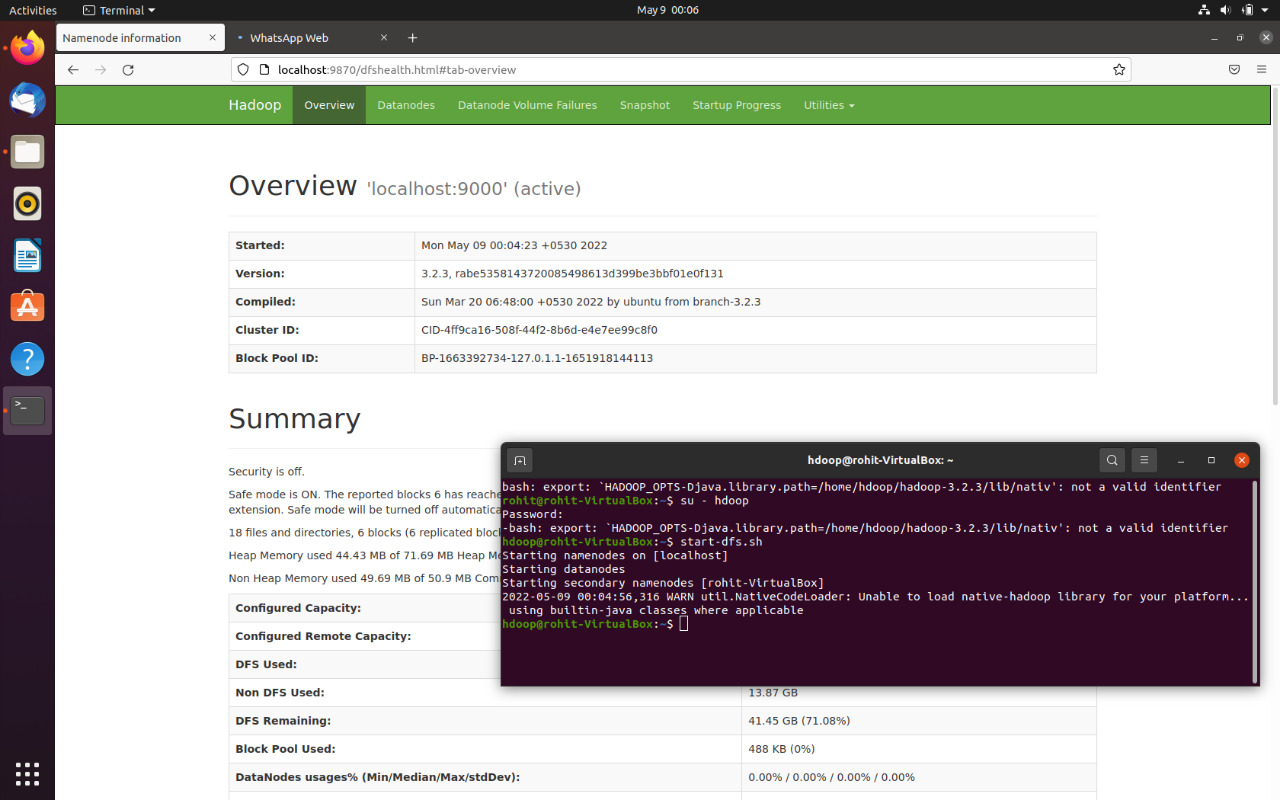 Activities Terminal May 9 00:06
Namenode information WhatsApp Web
localhost:9870/dfshealth.html#tab-overview
Hadoop Overview Datanodes Datanode Volume Failures Snapshot Startup Progress Utilities
Overview 'localhost:9000' (active)
Started: Mon May 09 00:04:23 +0530 2022
Version: 3.2.3, rabe5358143720085498613d399be3bbf01e0f131
Compiled: Sun Mar 20 06:48:00 +0530 2022 by ubuntu from branch-3.2.3
Cluster ID: CID-4ff9ca16-508f-44f2-8b6d-e4e7ee99c8f0
Block Pool ID: BP-1663392734-127.0.1.1-1651918144113
Summary
Security is off.
Safe mode is ON. The reported blocks 6 has reache
extension. Safe mode will be turned off automatica
18 files and directories, 6 blocks (6 replicated block
Heap Memory used 44.43 MB of 71.69 MB Heap Me
Non Heap Memory used 49.69 MB of 50.9 MB Com
Configured Capacity:
Configured Remote Capacity:
DFS Used:
Non DFS Used: 13.87 GB
DFS Remaining: 41.45 GB (71.08%)
Block Pool Used: 488 KB (0%)
DataNodes usages% (Min/Median/Max/stdDev): 0.00% / 0.00% / 0.00% / 0.00%
hdoop@rohit-VirtualBox: ~
bash: export: `HADOOP_OPTS-Djava.library.path=/home/hdoop/hadoop-3.2.3/lib/nativ': not a valid identifier
rohit@rohit-VirtualBox:~$ su - hdoop
Password:
-bash: export: `HADOOP_OPTS-Djava.library.path=/home/hdoop/hadoop-3.2.3/lib/nativ': not a valid identifier
hdoop@rohit-VirtualBox:~$ start-dfs.sh
Starting namenodes on [localhost]
Starting datanodes
Starting secondary namenodes [rohit-VirtualBox]
2022-05-09 00:04:56,316 WARN util.NativeCodeLoader: Unable to load native-hadoop library for your platform...
using builtin-java classes where applicable
hdoop@rohit-VirtualBox:~$